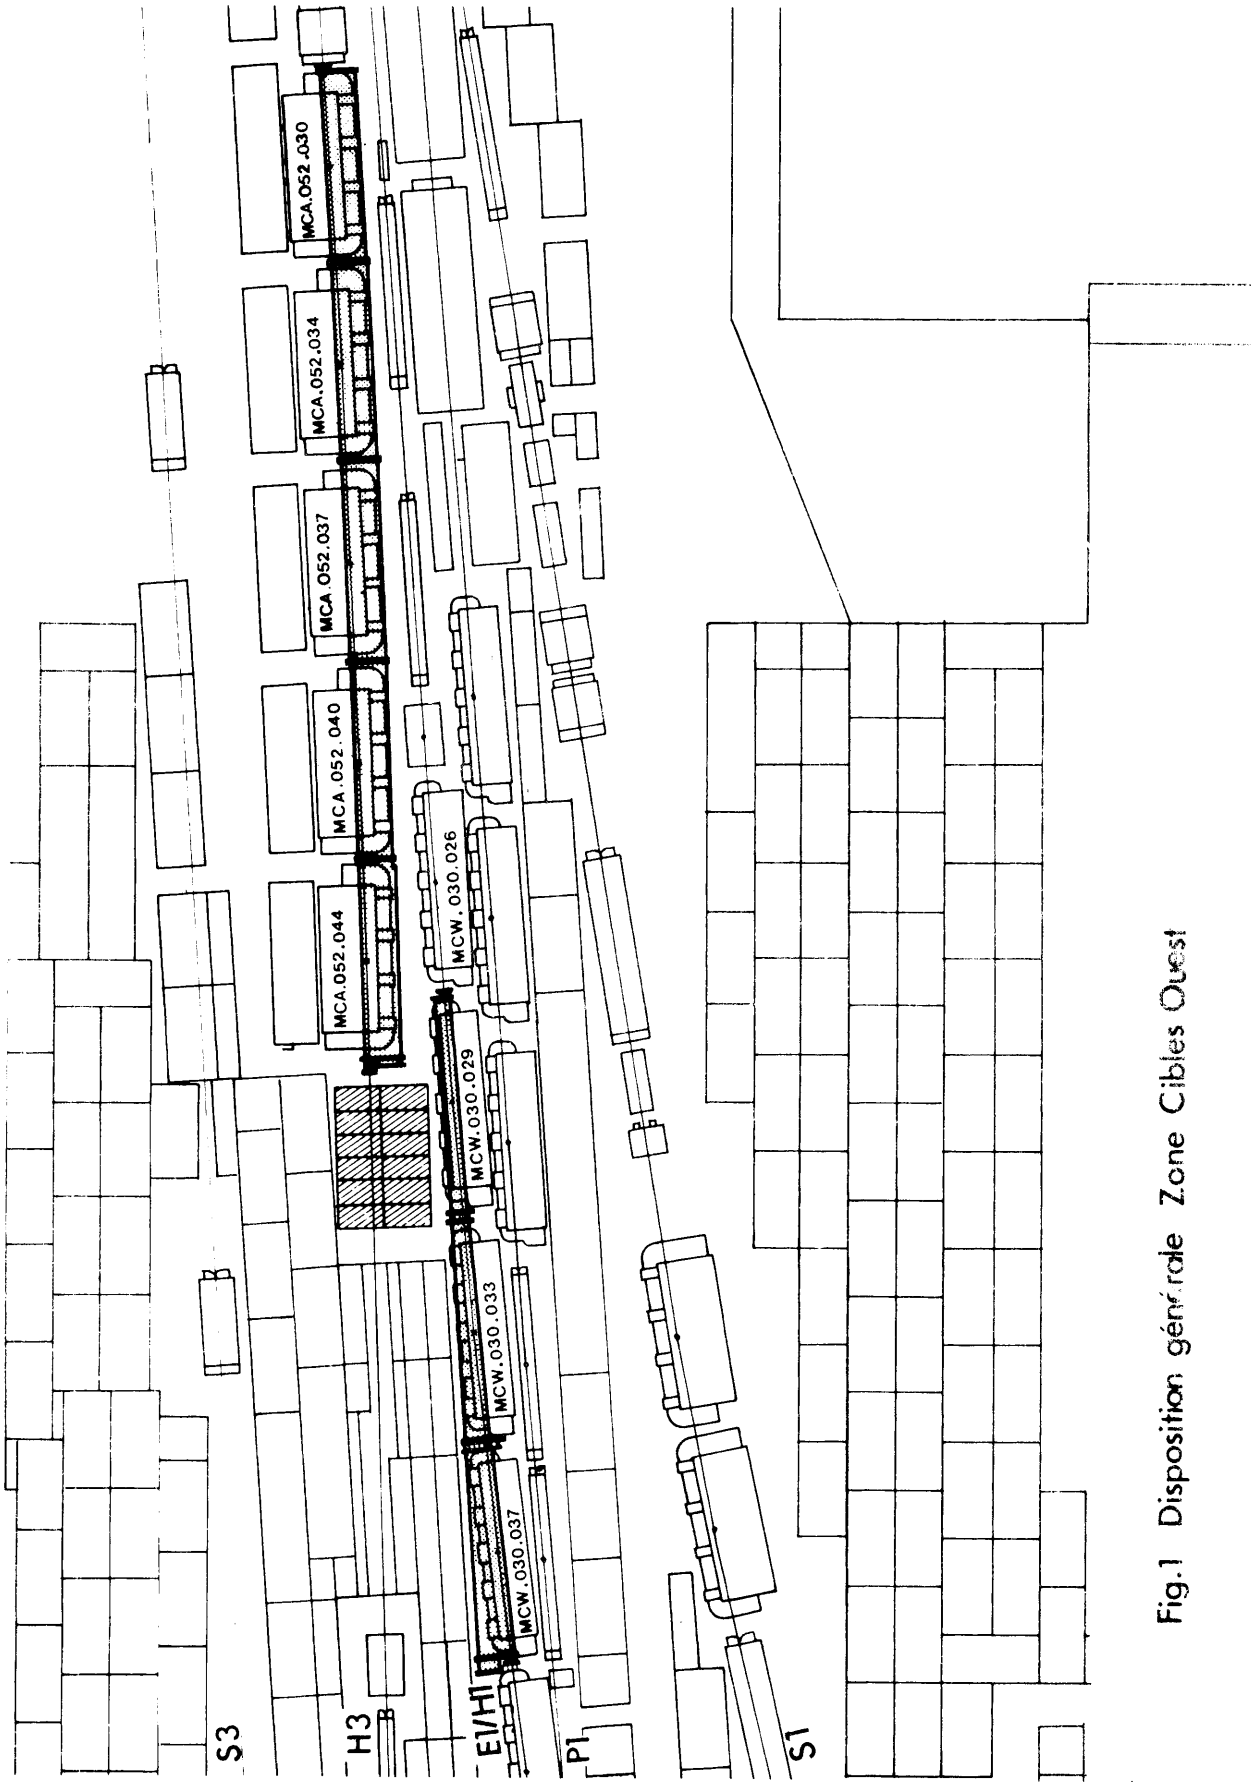 S3
H3
E1/H1
P1
S1
MCA.052.044
MCA.052.040
MCA.052.037
MCA.052.034
MCA.052.030
MCW.030.037
MCW.030.033
MCW.030.029
MCW.030.026
Fig.1 Disposition générale Zone Cibles Ouest